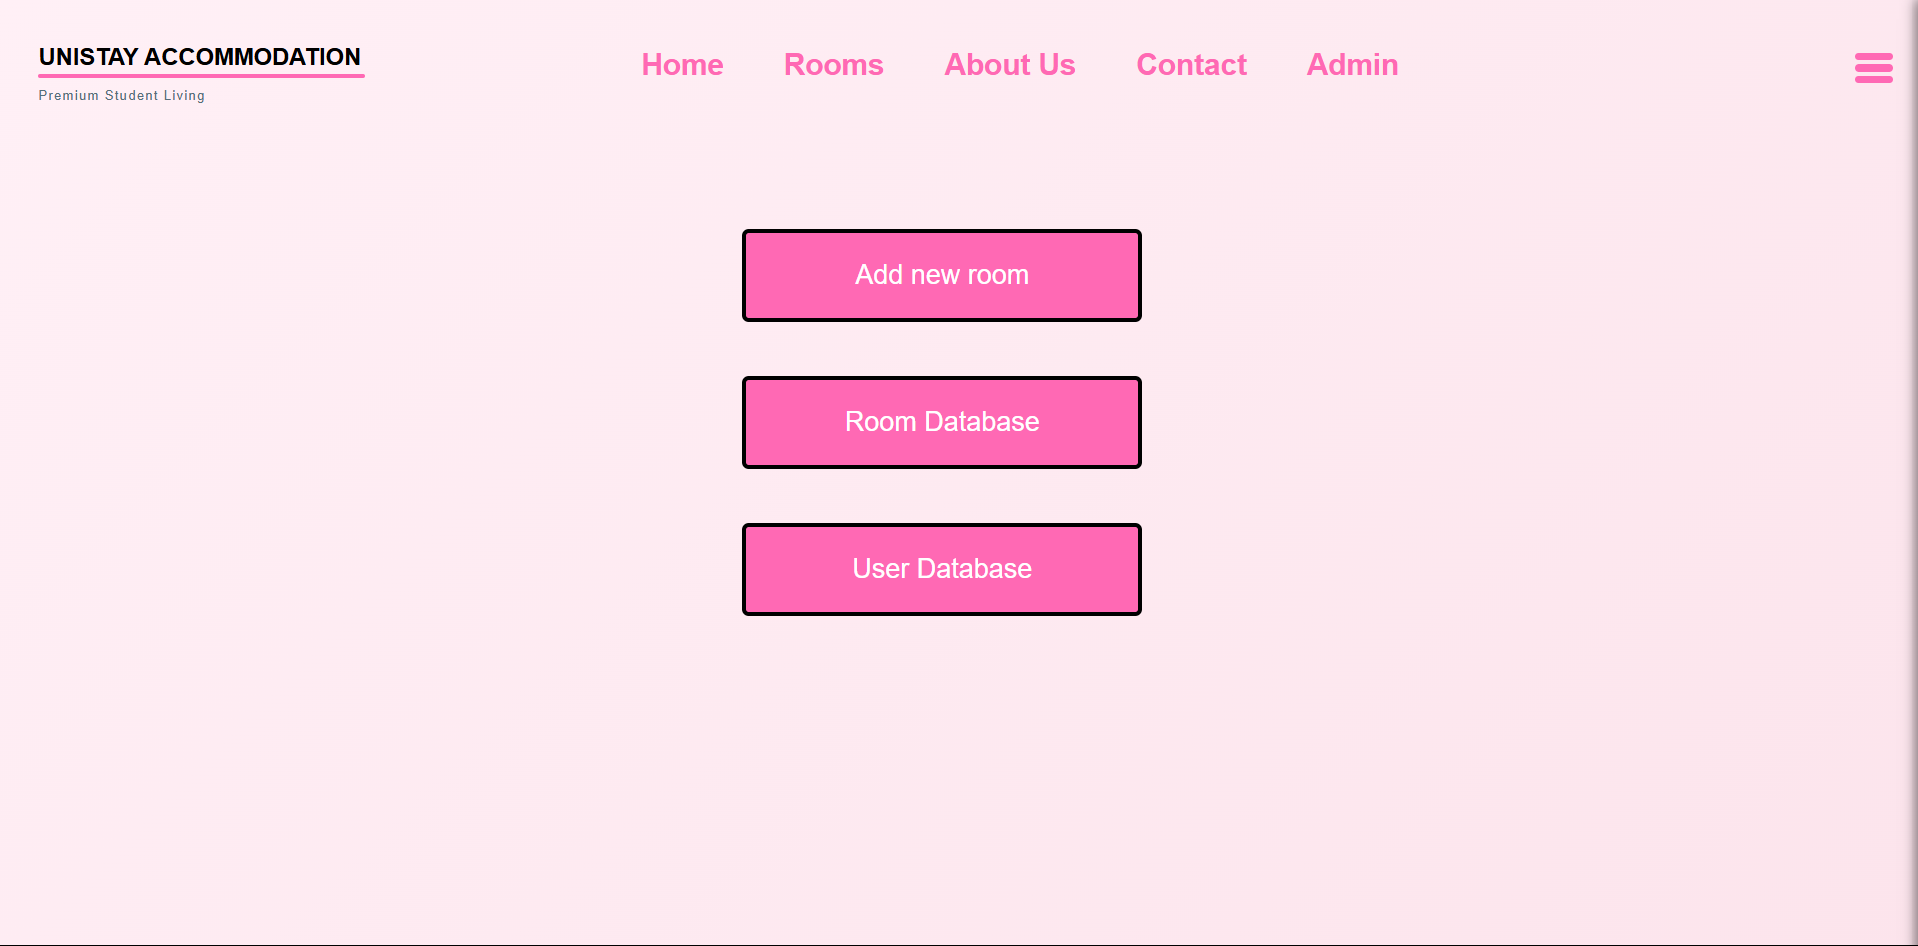 UNISTAY ACCOMMODATION
Premium Student Living
Home Rooms About Us Contact Admin
Add new room
Room Database
User Database